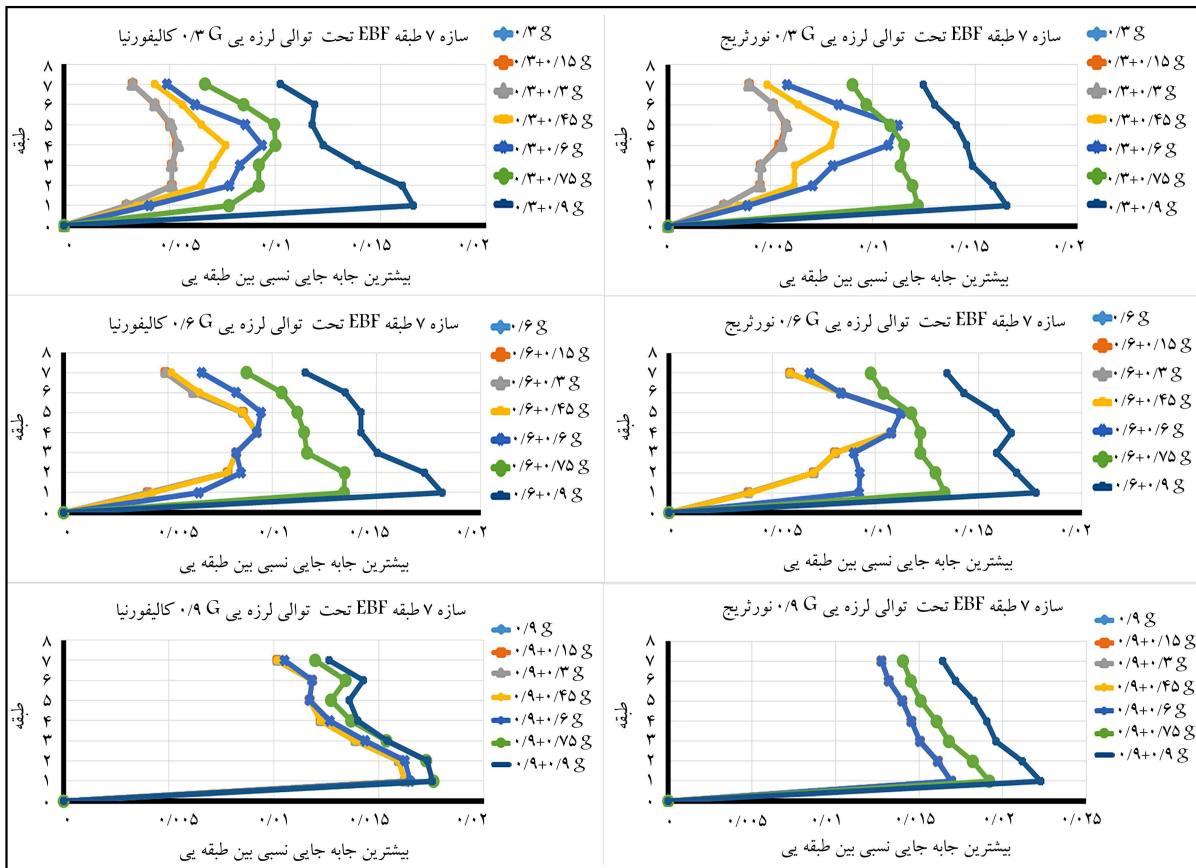 سازه ۷ طبقه EBF تحت توالی لرزه یی ۰/۳ G نورثریج
۸
۷
۶
۵
۴
۳
۲
۱
۰
طبقه
۰
۰/۰۰۵
۰/۰۱
۰/۰۱۵
۰/۰۲
بیشترین جابه جایی نسبی بین طبقه یی
۰/۳ g
۰/۳+۰/۱۵ g
۰/۳+۰/۳ g
۰/۳+۰/۴۵ g
۰/۳+۰/۶ g
۰/۳+۰/۷۵ g
۰/۳+۰/۹ g
سازه ۷ طبقه EBF تحت توالی لرزه یی ۰/۳ G کالیفورنیا
۸
۷
۶
۵
۴
۳
۲
۱
۰
طبقه
۰
۰/۰۰۵
۰/۰۱
۰/۰۱۵
۰/۰۲
بیشترین جابه جایی نسبی بین طبقه یی
۰/۳ g
۰/۳+۰/۱۵ g
۰/۳+۰/۳ g
۰/۳+۰/۴۵ g
۰/۳+۰/۶ g
۰/۳+۰/۷۵ g
۰/۳+۰/۹ g
سازه ۷ طبقه EBF تحت توالی لرزه یی ۰/۶ G نورثریج
۸
۷
۶
۵
۴
۳
۲
۱
۰
طبقه
۰
۰/۰۰۵
۰/۰۱
۰/۰۱۵
۰/۰۲
بیشترین جابه جایی نسبی بین طبقه یی
۰/۶ g
۰/۶+۰/۱۵ g
۰/۶+۰/۳ g
۰/۶+۰/۴۵ g
۰/۶+۰/۶ g
۰/۶+۰/۷۵ g
۰/۶+۰/۹ g
سازه ۷ طبقه EBF تحت توالی لرزه یی ۰/۶ G کالیفورنیا
۸
۷
۶
۵
۴
۳
۲
۱
۰
طبقه
۰
۰/۰۰۵
۰/۰۱
۰/۰۱۵
۰/۰۲
بیشترین جابه جایی نسبی بین طبقه یی
۰/۶ g
۰/۶+۰/۱۵ g
۰/۶+۰/۳ g
۰/۶+۰/۴۵ g
۰/۶+۰/۶ g
۰/۶+۰/۷۵ g
۰/۶+۰/۹ g
سازه ۷ طبقه EBF تحت توالی لرزه یی ۰/۹ G نورثریج
۸
۷
۶
۵
۴
۳
۲
۱
۰
طبقه
۰
۰/۰۰۵
۰/۰۱
۰/۰۱۵
۰/۰۲
۰/۰۲۵
بیشترین جابه جایی نسبی بین طبقه یی
۰/۹ g
۰/۹+۰/۱۵ g
۰/۹+۰/۳ g
۰/۹+۰/۴۵ g
۰/۹+۰/۶ g
۰/۹+۰/۷۵ g
۰/۹+۰/۹ g
سازه ۷ طبقه EBF تحت توالی لرزه یی ۰/۹ G کالیفورنیا
۸
۷
۶
۵
۴
۳
۲
۱
۰
طبقه
۰
۰/۰۰۵
۰/۰۱
۰/۰۱۵
۰/۰۲
بیشترین جابه جایی نسبی بین طبقه یی
۰/۹ g
۰/۹+۰/۱۵ g
۰/۹+۰/۳ g
۰/۹+۰/۴۵ g
۰/۹+۰/۶ g
۰/۹+۰/۷۵ g
۰/۹+۰/۹ g